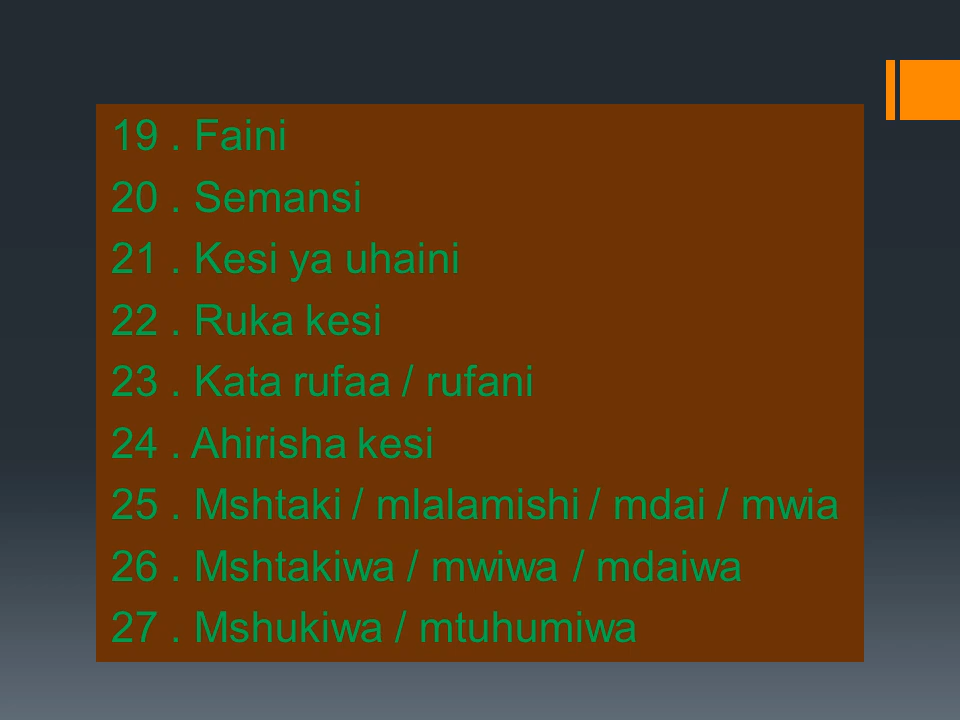 19 . Faini
20 . Semansi
21 . Kesi ya uhaini
22 . Ruka kesi
23 . Kata rufaa / rufani
24 . Ahirisha kesi
25 . Mshtaki / mlalamishi / mdai / mwia
26 . Mshtakiwa / mwiwa / mdaiwa
27 . Mshukiwa / mtuhumiwa